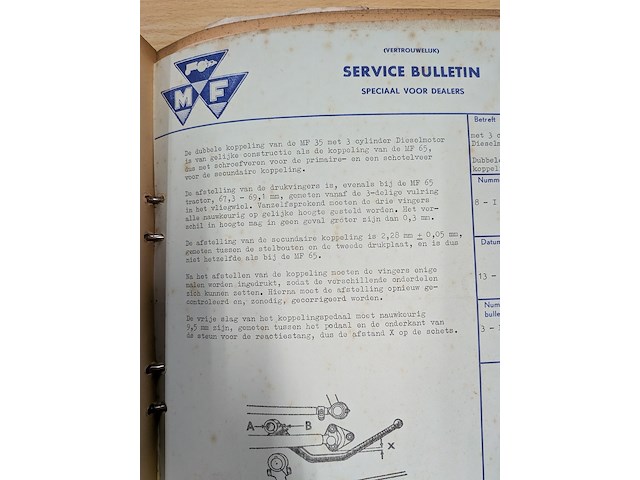 (VERTROUWELIJK)
SERVICE BULLETIN
SPECIAAL VOOR DEALERS
M F
Betreft
met 3
Dieselm
Dubbel
koppel
Numm
8 - I
Datum
13 -
Numm
bulle
3 - I
De dubbele koppeling van de MF 35 met 3 cylinder Dieselmotor
is van gelijke constructie als de koppeling van de MF 65,
dus met schroefveren voor de primaire- en een schotelveer
voor de secundaire koppeling.
De afstelling van de drukvingers is, evenals bij de MF 65
tractor, 67,3 - 69,1 mm, gemeten vanaf de 3-delige vulring
in het vliegwiel. Vanzelfsprekend moeten de drie vingers
alle nauwkeurig op gelijke hoogte gesteld worden. Het ver-
schil in hoogte mag in geen geval groter zijn dan 0,3 mm.
De afstelling van de secundaire koppeling is 2,28 mm ± 0,05 mm,
gemeten tussen de stelbouten en de tweede drukplaat, en is dus
niet hetzelfde als bij de MF 65.
Na het afstellen van de koppeling moeten de vingers enige
malen worden ingedrukt, zodat de verschillende onderdelen
zich kunnen zetten. Hierna moet de afstelling opnieuw ge-
controleerd en, zonodig, gecorrigeerd worden.
De vrije slag van het koppelingspedaal moet nauwkeurig
9,5 mm zijn, gemeten tussen het pedaal en de onderkant van
de steun voor de reactiestang, dus de afstand X op de schets.
A B
X